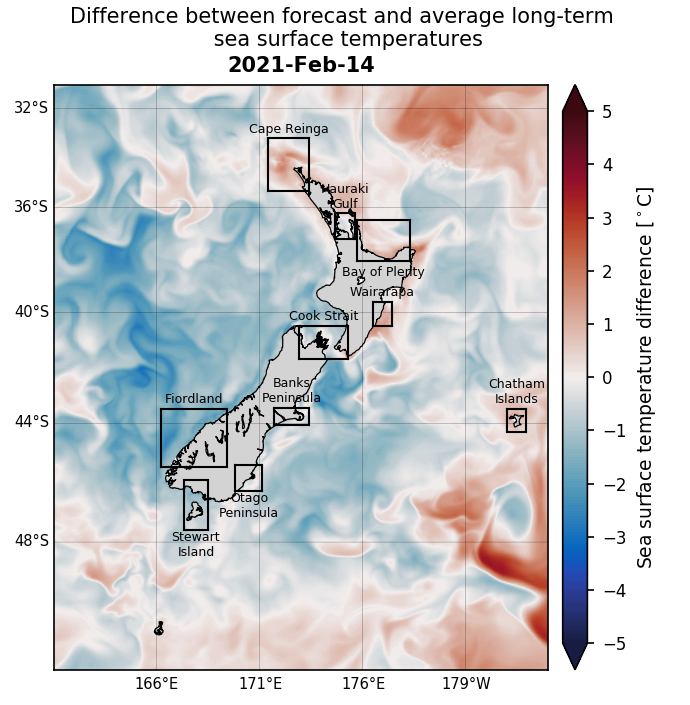 Difference between forecast and average long-term
sea surface temperatures
2021-Feb-14
32°S
36°S
40°S
44°S
48°S
166°E
171°E
176°E
179°W
Cape Reinga
Hauraki
Gulf
Bay of Plenty
Wairarapa
Cook Strait
Banks
Peninsula
Chatham
Islands
Fiordland
Otago
Peninsula
Stewart
Island
5
4
3
2
1
0
−1
−2
−3
−4
−5
Sea surface temperature difference [°C]